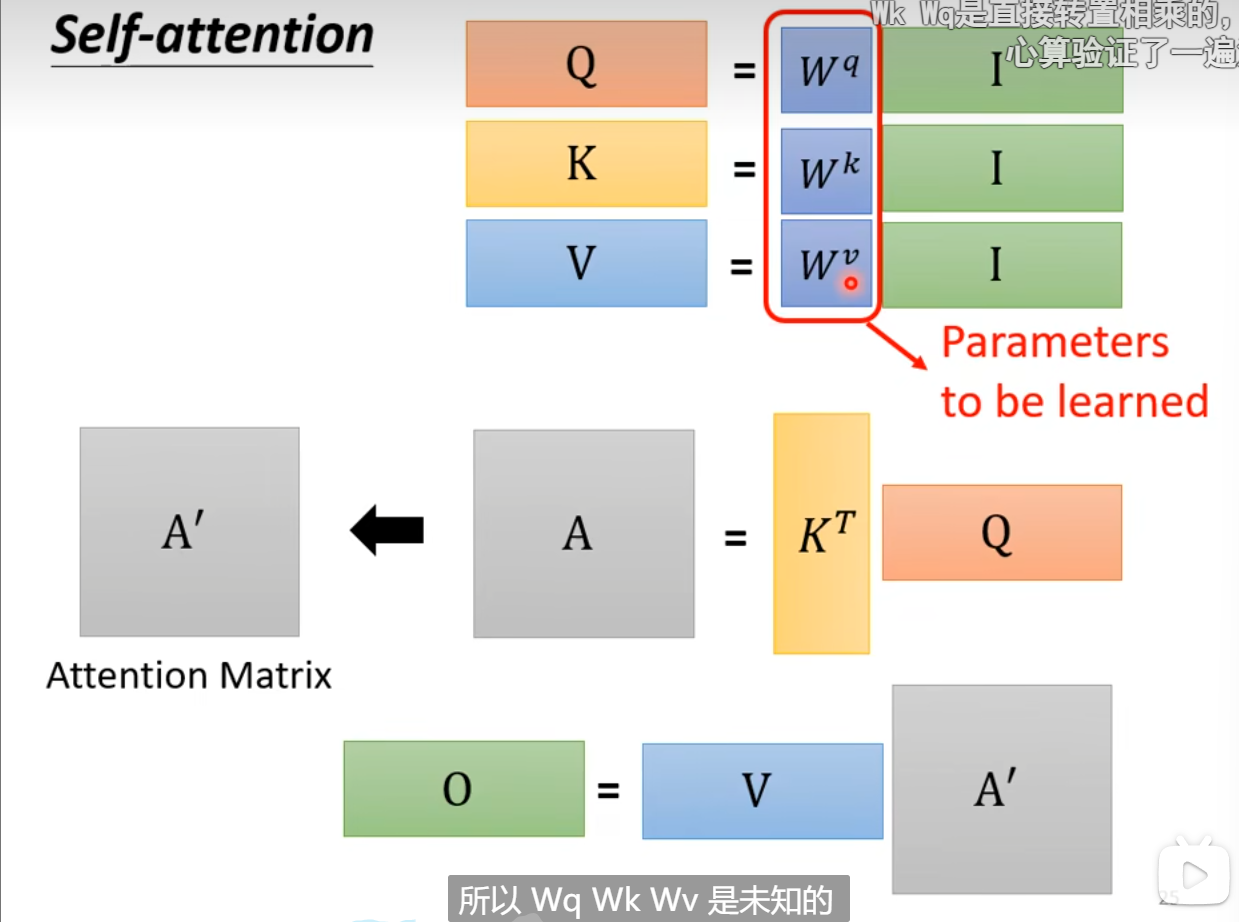 Self-attention
Wk Wq是直接转置相乘的,
心算验证了一遍
Q = W^q I
K = W^k I
V = W^v I
Parameters
to be learned
A′ A = K^T Q
Attention Matrix
O = V A′
所以 Wq Wk Wv 是未知的
25